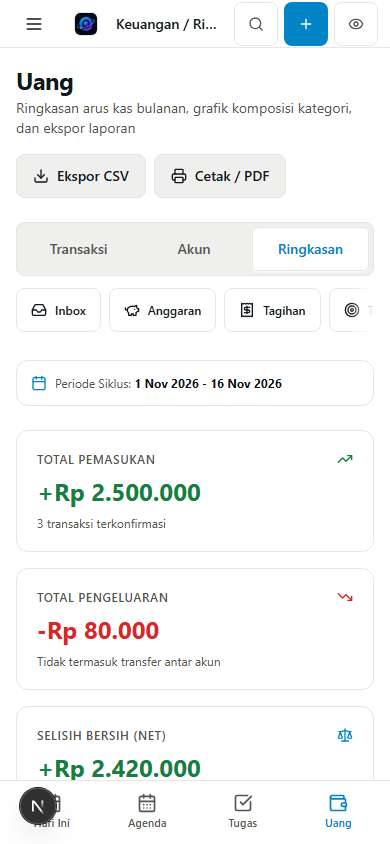 Keuangan / Ri...
Uang
Ringkasan arus kas bulanan, grafik komposisi kategori,
dan ekspor laporan
Ekspor CSV
Cetak / PDF
Transaksi
Akun
Ringkasan
Inbox
Anggaran
Tagihan
Periode Siklus: 1 Nov 2026 - 16 Nov 2026
TOTAL PEMASUKAN
+Rp 2.500.000
3 transaksi terkonfirmasi
TOTAL PENGELUARAN
-Rp 80.000
Tidak termasuk transfer antar akun
SELISIH BERSIH (NET)
+Rp 2.420.000
N
Ini
Agenda
Tugas
Uang